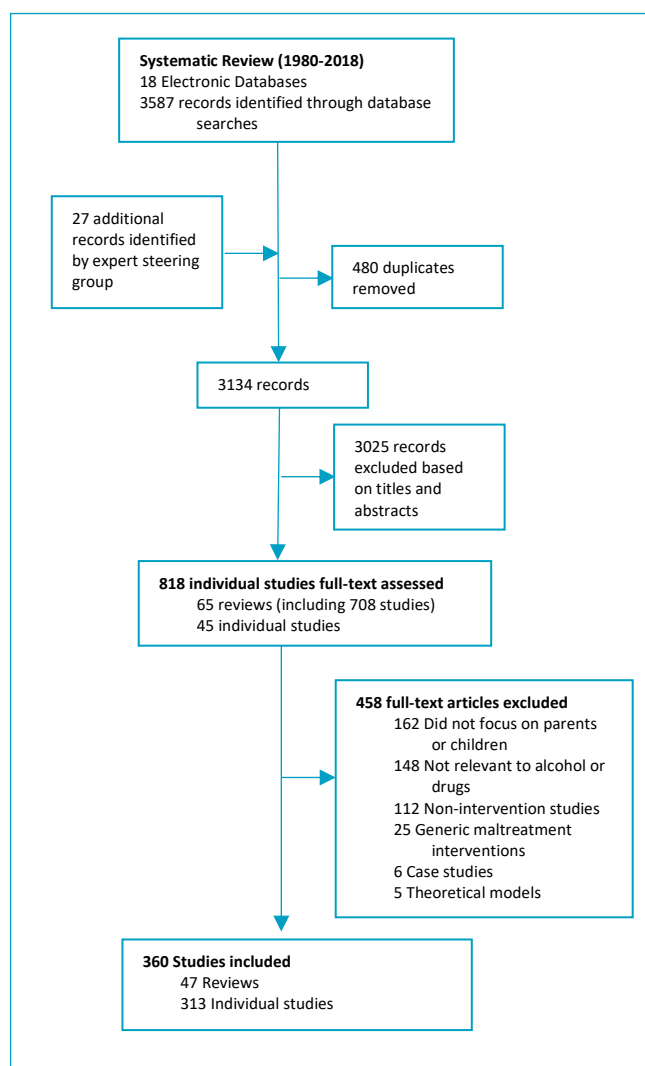 Systematic Review (1980-2018)
18 Electronic Databases
3587 records identified through database
searches
27 additional
records identified
by expert steering
group
480 duplicates
removed
3134 records
3025 records
excluded based
on titles and
abstracts
818 individual studies full-text assessed
65 reviews (including 708 studies)
45 individual studies
458 full-text articles excluded
162 Did not focus on parents
or children
148 Not relevant to alcohol or
drugs
112 Non-intervention studies
25 Generic maltreatment
interventions
6 Case studies
5 Theoretical models
360 Studies included
47 Reviews
313 Individual studies